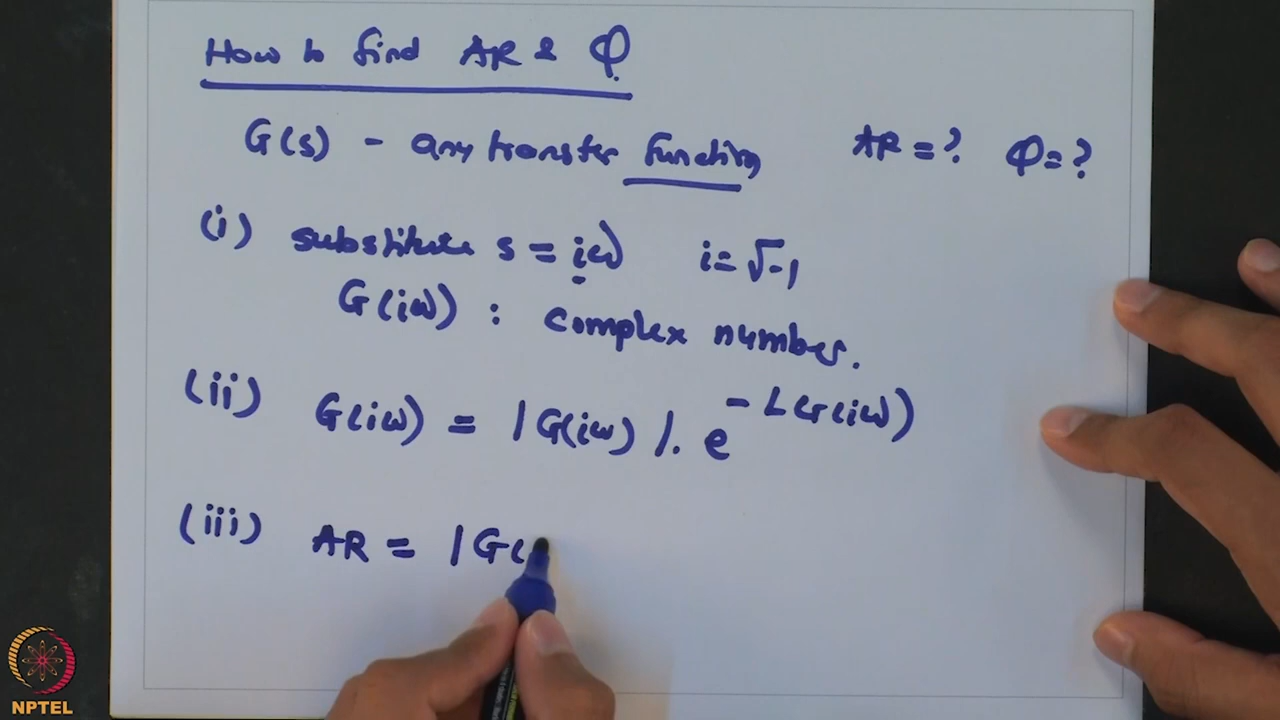 How to find AR & φ
G(s) - any transfer function AR = ? φ = ?
(i) substitute s = iω i = √-1
G(iω) : complex number.
(ii) G(iω) = |G(iω)|. e^{-∠G(iω)}
(iii) AR = |G(
NPTEL